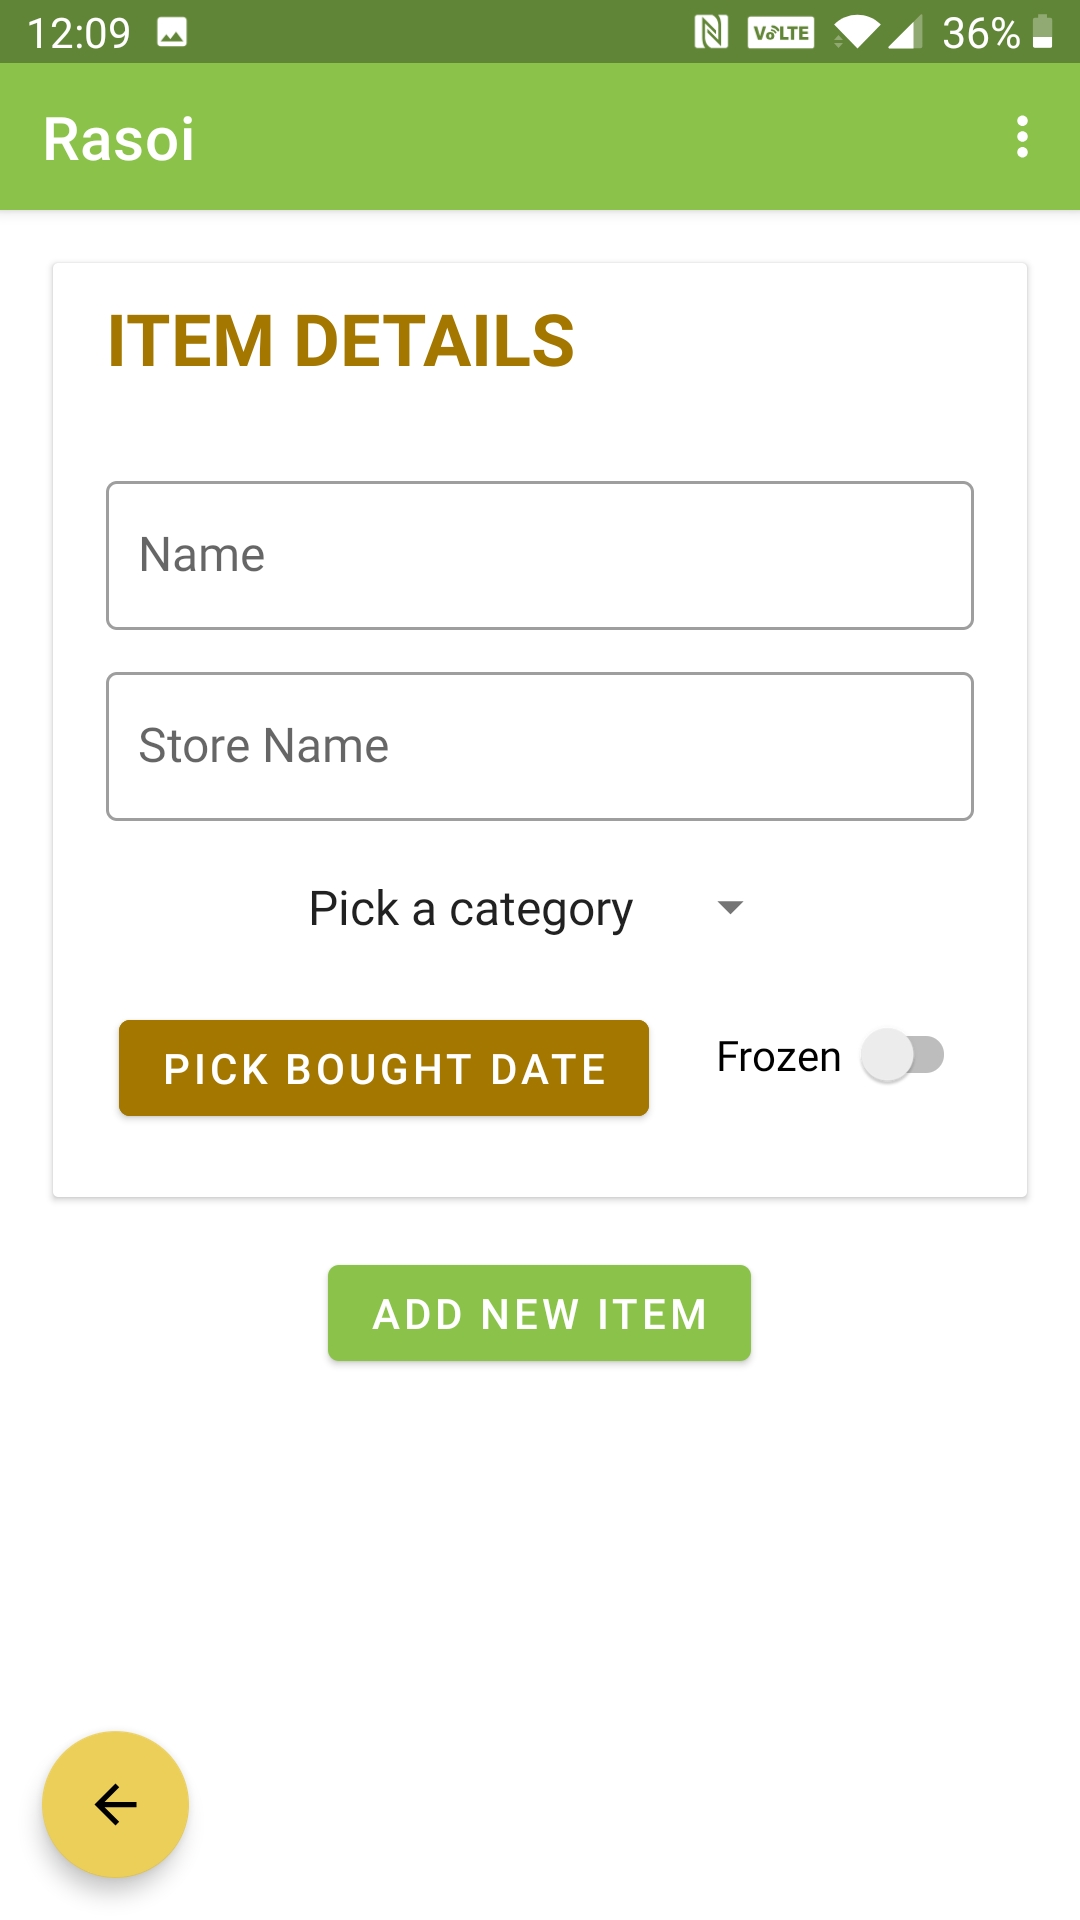 12:09 VoLTE 36%
Rasoi
ITEM DETAILS
Name
Store Name
Pick a category
PICK BOUGHT DATE Frozen
ADD NEW ITEM